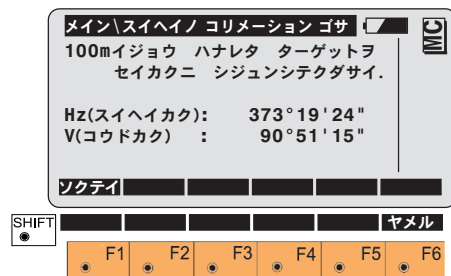 メイン\スイヘイノ コリメーション ゴサ
MC
100mイジョウ ハナレタ ターゲットヲ
セイカクニ シジュンシテクダサイ.
Hz(スイヘイカク): 373°19'24"
V(コウドカク) : 90°51'15"
ソクテイ
SHIFT
ヤメル
F1 F2 F3 F4 F5 F6